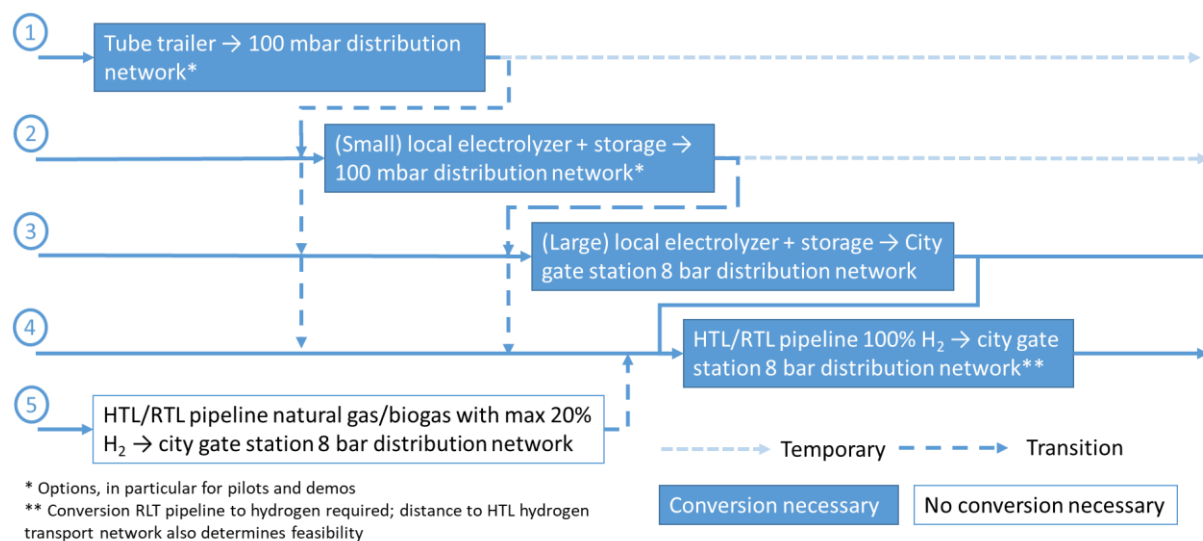 1
Tube trailer → 100 mbar distribution
network*
2
(Small) local electrolyzer + storage →
100 mbar distribution network*
3
(Large) local electrolyzer + storage → City
gate station 8 bar distribution network
4
HTL/RTL pipeline 100% H₂ → city gate
station 8 bar distribution network**
5
HTL/RTL pipeline natural gas/biogas with max 20%
H₂ → city gate station 8 bar distribution network
Temporary
Transition
Conversion necessary
No conversion necessary
* Options, in particular for pilots and demos
** Conversion RLT pipeline to hydrogen required; distance to HTL hydrogen
transport network also determines feasibility